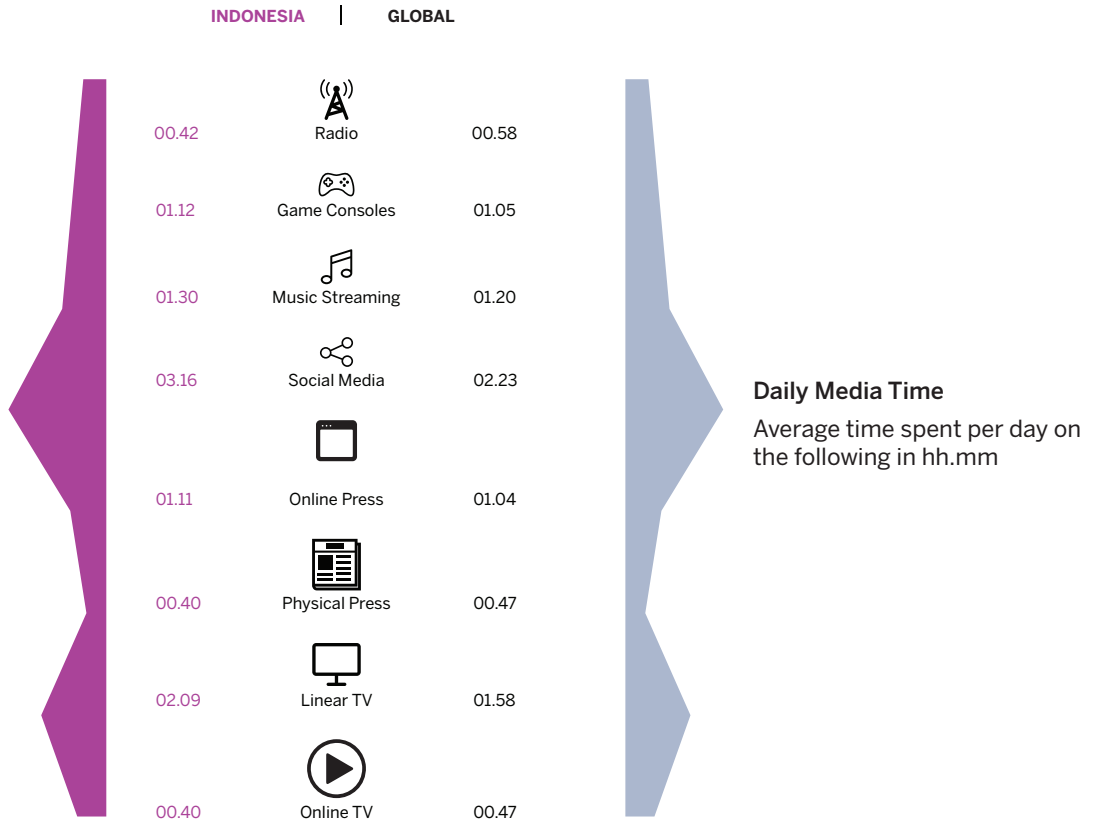 INDONESIA | GLOBAL
00.42 Radio 00.58
01.12 Game Consoles 01.05
01.30 Music Streaming 01.20
03.16 Social Media 02.23
01.11 Online Press 01.04
00.40 Physical Press 00.47
02.09 Linear TV 01.58
00.40 Online TV 00.47
Daily Media Time
Average time spent per day on
the following in hh.mm